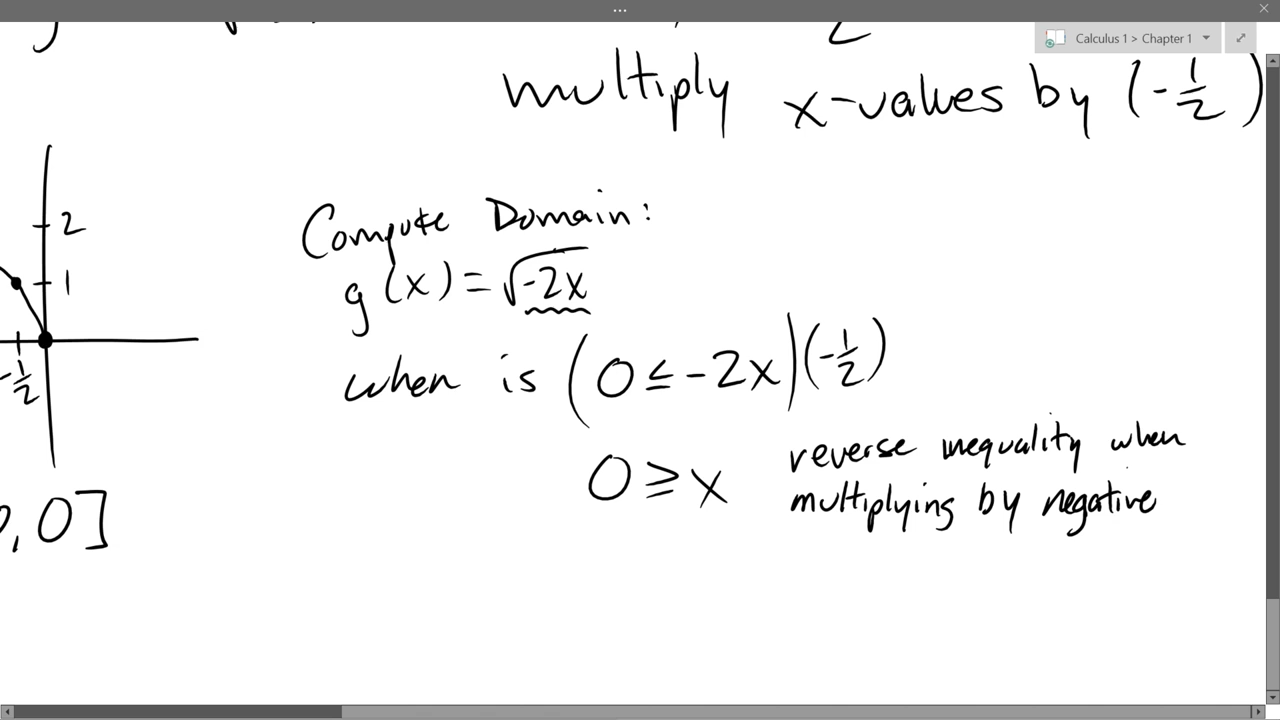 ...
Calculus 1 > Chapter 1
multiply x-values by (-1/2)
2
1
-1/2
, 0]
Compute Domain:
g(x) = √-2x
when is (0 ≤ -2x)(-1/2)
0 ≥ x
reverse inequality when
multiplying by negative